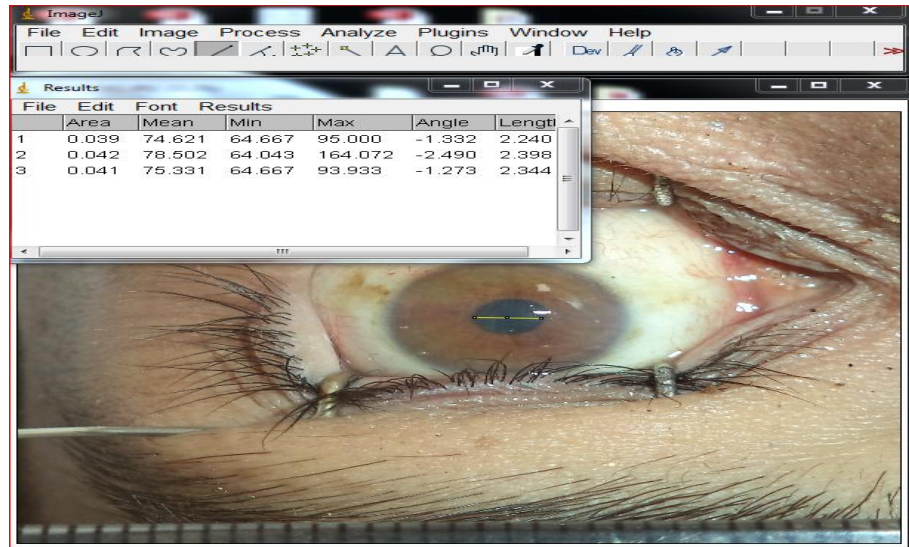 ImageJ
File Edit Image Process Analyze Plugins Window Help
Dev
Results
File Edit Font Results
Area Mean Min Max Angle Lengtl
1 0.039 74.621 64.667 95.000 -1.332 2.240
2 0.042 78.502 64.043 164.072 -2.490 2.398
3 0.041 75.331 64.667 93.933 -1.273 2.344